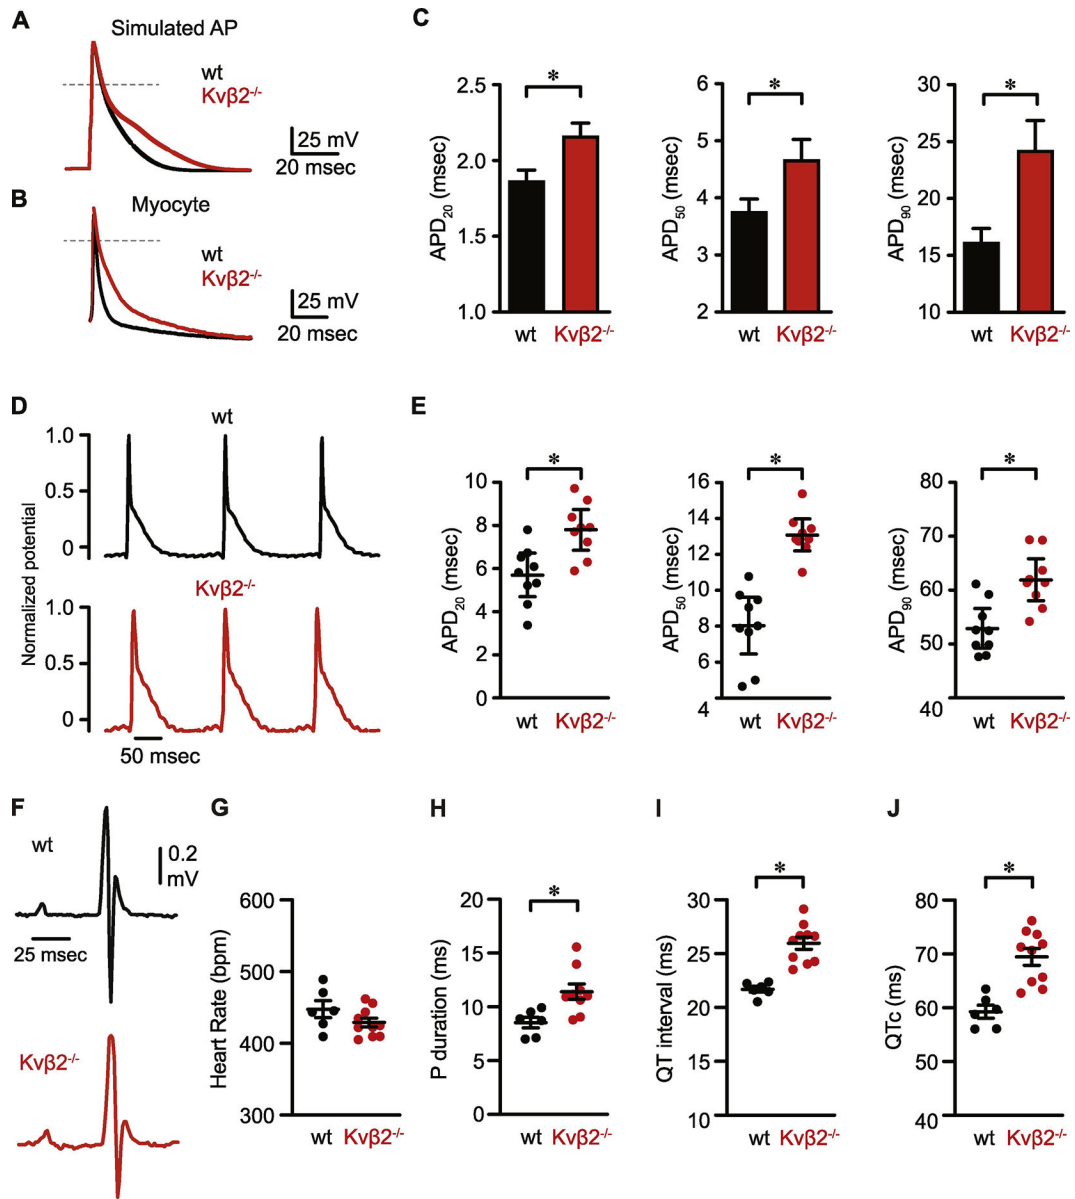 A
Simulated AP
wt
Kvβ2-/-
25 mV
20 msec
B
Myocyte
wt
Kvβ2-/-
25 mV
20 msec
C
APD20 (msec)
2.5
2.0
1.5
1.0
wt Kvβ2-/-
*
APD50 (msec)
6
5
4
3
2
wt Kvβ2-/-
*
APD90 (msec)
30
25
20
15
10
wt Kvβ2-/-
*
D
wt
Normalized potential
1.0
0.5
0
Kvβ2-/-
1.0
0.5
0
50 msec
E
APD20 (msec)
10
8
6
4
2
0
wt Kvβ2-/-
*
APD50 (msec)
16
14
12
10
8
6
4
wt Kvβ2-/-
*
APD90 (msec)
80
70
60
50
40
wt Kvβ2-/-
*
F
wt
0.2
mV
25 msec
Kvβ2-/-
G
Heart Rate (bpm)
600
500
400
300
wt Kvβ2-/-
H
P duration (ms)
20
15
10
5
0
wt Kvβ2-/-
*
I
QT interval (ms)
30
20
10
wt Kvβ2-/-
*
J
QTc (ms)
80
70
60
50
40
wt Kvβ2-/-
*